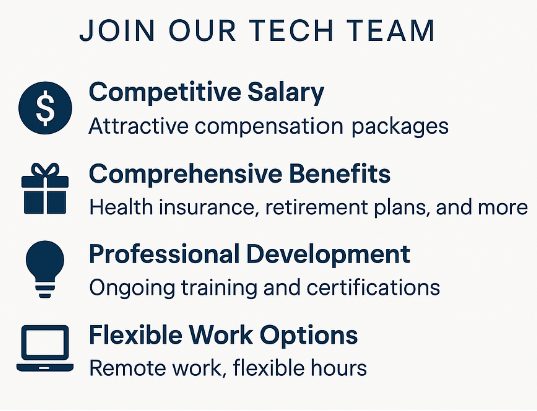 JOIN OUR TECH TEAM
$
Competitive Salary
Attractive compensation packages
Comprehensive Benefits
Health insurance, retirement plans, and more
Professional Development
Ongoing training and certifications
Flexible Work Options
Remote work, flexible hours